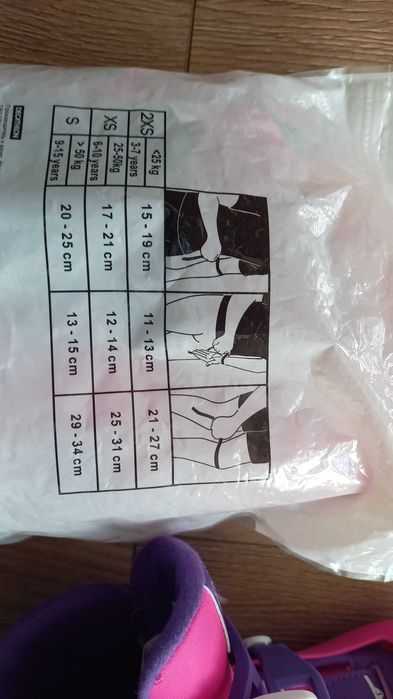 2XS <25 kg 3-7 years 15 - 19 cm 11 - 13 cm 21 - 27 cm
XS 25-50kg 6-10 years 17 - 21 cm 12 - 14 cm 25 - 31 cm
S > 50 kg 9-15 years 20 - 25 cm 13 - 15 cm 29 - 34 cm
DECATHLON